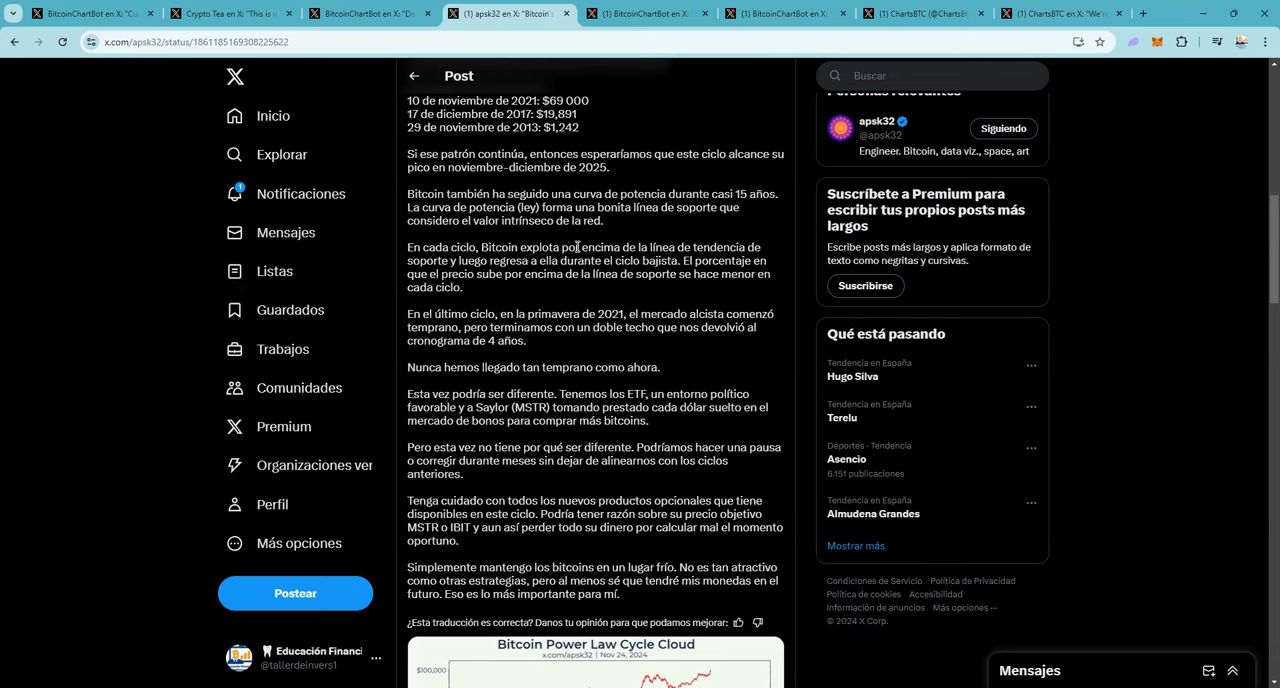 BitcoinChartBot en X: "Cu
Crypto Tea en X: "This is
BitcoinChartBot en X: "Da
apsk32 en X: "Bitcoin's
(1) BitcoinChartBot en X:
(1) BitcoinChartBot en X:
(1) ChartsBTC (@ChartsB
(1) ChartsBTC en X: "We'r
x.com/apsk32/status/1861185169308225622
Inicio
Explorar
1
Notificaciones
Mensajes
Listas
Guardados
Trabajos
Comunidades
Premium
Organizaciones ver
Perfil
Más opciones
Postear
Educación Financi
@tallerdeinvers1
Post
10 de noviembre de 2021: $69 000
17 de diciembre de 2017: $19,891
29 de noviembre de 2013: $1,242
Si ese patrón continúa, entonces esperaríamos que este ciclo alcance su
pico en noviembre-diciembre de 2025.
Bitcoin también ha seguido una curva de potencia durante casi 15 años.
La curva de potencia (ley) forma una bonita línea de soporte que
considero el valor intrínseco de la red.
En cada ciclo, Bitcoin explota por encima de la línea de tendencia de
soporte y luego regresa a ella durante el ciclo bajista. El porcentaje en
que el precio sube por encima de la línea de soporte se hace menor en
cada ciclo.
En el último ciclo, en la primavera de 2021, el mercado alcista comenzó
temprano, pero terminamos con un doble techo que nos devolvió al
cronograma de 4 años.
Nunca hemos llegado tan temprano como ahora.
Esta vez podría ser diferente. Tenemos los ETF, un entorno político
favorable y a Saylor (MSTR) tomando prestado cada dólar suelto en el
mercado de bonos para comprar más bitcoins.
Pero esta vez no tiene por qué ser diferente. Podríamos hacer una pausa
o corregir durante meses sin dejar de alinearnos con los ciclos
anteriores.
Tenga cuidado con todos los nuevos productos opcionales que tiene
disponibles en este ciclo. Podría tener razón sobre su precio objetivo
MSTR o IBIT y aun así perder todo su dinero por calcular mal el momento
oportuno.
Simplemente mantengo los bitcoins en un lugar frío. No es tan atractivo
como otras estrategias, pero al menos sé que tendré mis monedas en el
futuro. Eso es lo más importante para mí.
¿Esta traducción es correcta? Danos tu opinión para que podamos mejorar:
Bitcoin Power Law Cycle Cloud
x.com/apsk32 | Nov 24, 2024
$100,000
Buscar
Personas relevantes
apsk32
@apsk32
Siguiendo
Engineer. Bitcoin, data viz., space, art
Suscríbete a Premium para
escribir tus propios posts más
largos
Escribe posts más largos y aplica formato de
texto como negritas y cursivas.
Suscribirse
Qué está pasando
Tendencia en España
Hugo Silva
Tendencia en España
Terelu
Deportes · Tendencia
Asencio
6.151 publicaciones
Tendencia en España
Almudena Grandes
Mostrar más
Condiciones de Servicio Política de Privacidad
Política de cookies Accesibilidad
Información de anuncios Más opciones ···
© 2024 X Corp.
Mensajes